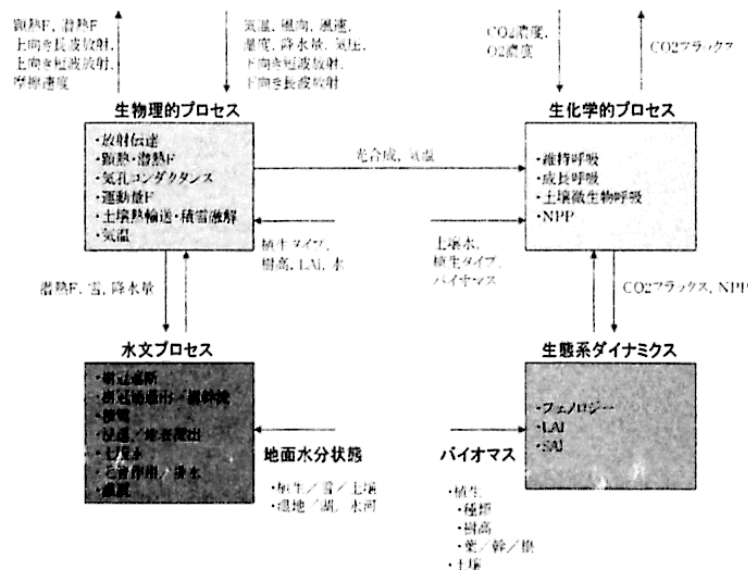 顕熱F, 潜熱F
上向き長波放射,
上向き短波放射,
摩擦速度
気温, 風向, 風速,
湿度, 降水量, 気圧,
下向き短波放射,
下向き長波放射
CO2濃度,
O2濃度
CO2フラックス
生物理的プロセス
・放射伝達
・顕熱・潜熱F
・気孔コンダクタンス
・運動量F
・土壌熱輸送・積雪融解
・気温
光合成, 気温
生化学的プロセス
・維持呼吸
・成長呼吸
・土壌微生物呼吸
・NPP
植生タイプ,
樹高, LAI, 水
土壌水,
植生タイプ,
バイオマス
潜熱F, 雪, 降水量
CO2フラックス, NPP
水文プロセス
・樹冠遮断
・積雪
・土壌水
生態系ダイナミクス
・フェノロジー
・LAI
・SAI
地面水分状態
・植生／雪／土壌
・湿地／湖／氷河
バイオマス
・植生
・種類
・樹高
・葉／幹／根
・土壌